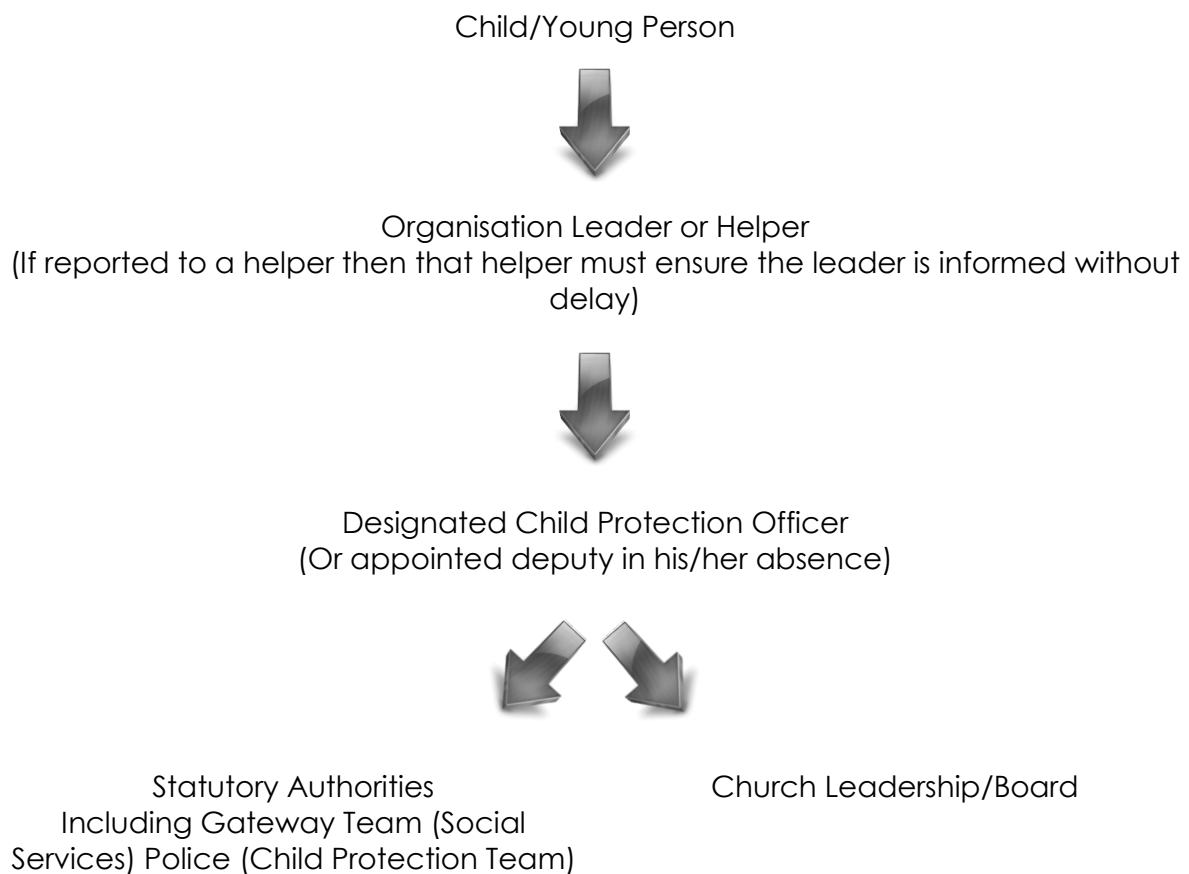 Child/Young Person
Organisation Leader or Helper
(If reported to a helper then that helper must ensure the leader is informed without
delay)
Designated Child Protection Officer
(Or appointed deputy in his/her absence)
Statutory Authorities
Including Gateway Team (Social
Services) Police (Child Protection Team)
Church Leadership/Board